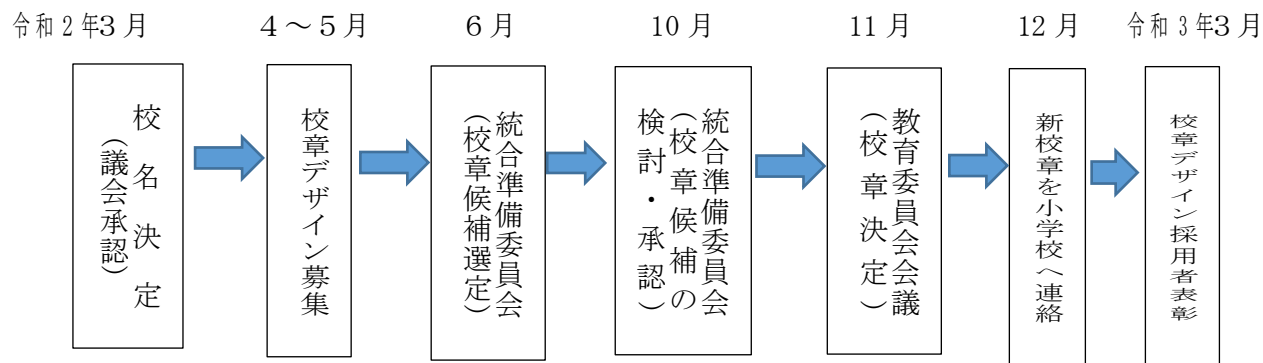 令和２年３月
４～５月
６月
10月
11月
12月
令和３年３月
校名決定
（議会承認）
校章デザイン募集
統合準備委員会
（校章候補選定）
統合準備委員会
（校章候補の
検討・承認）
教育委員会会議
（校章決定）
新校章を小学校へ連絡
校章デザイン採用者表彰